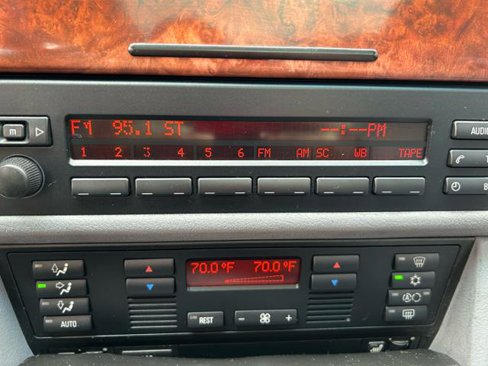 FM 95.1 ST --:--PM
1 2 3 4 5 6 FM AM SC WB TAPE
m
AUDIO
70.0°F 70.0°F
AUTO
REST
- +
A